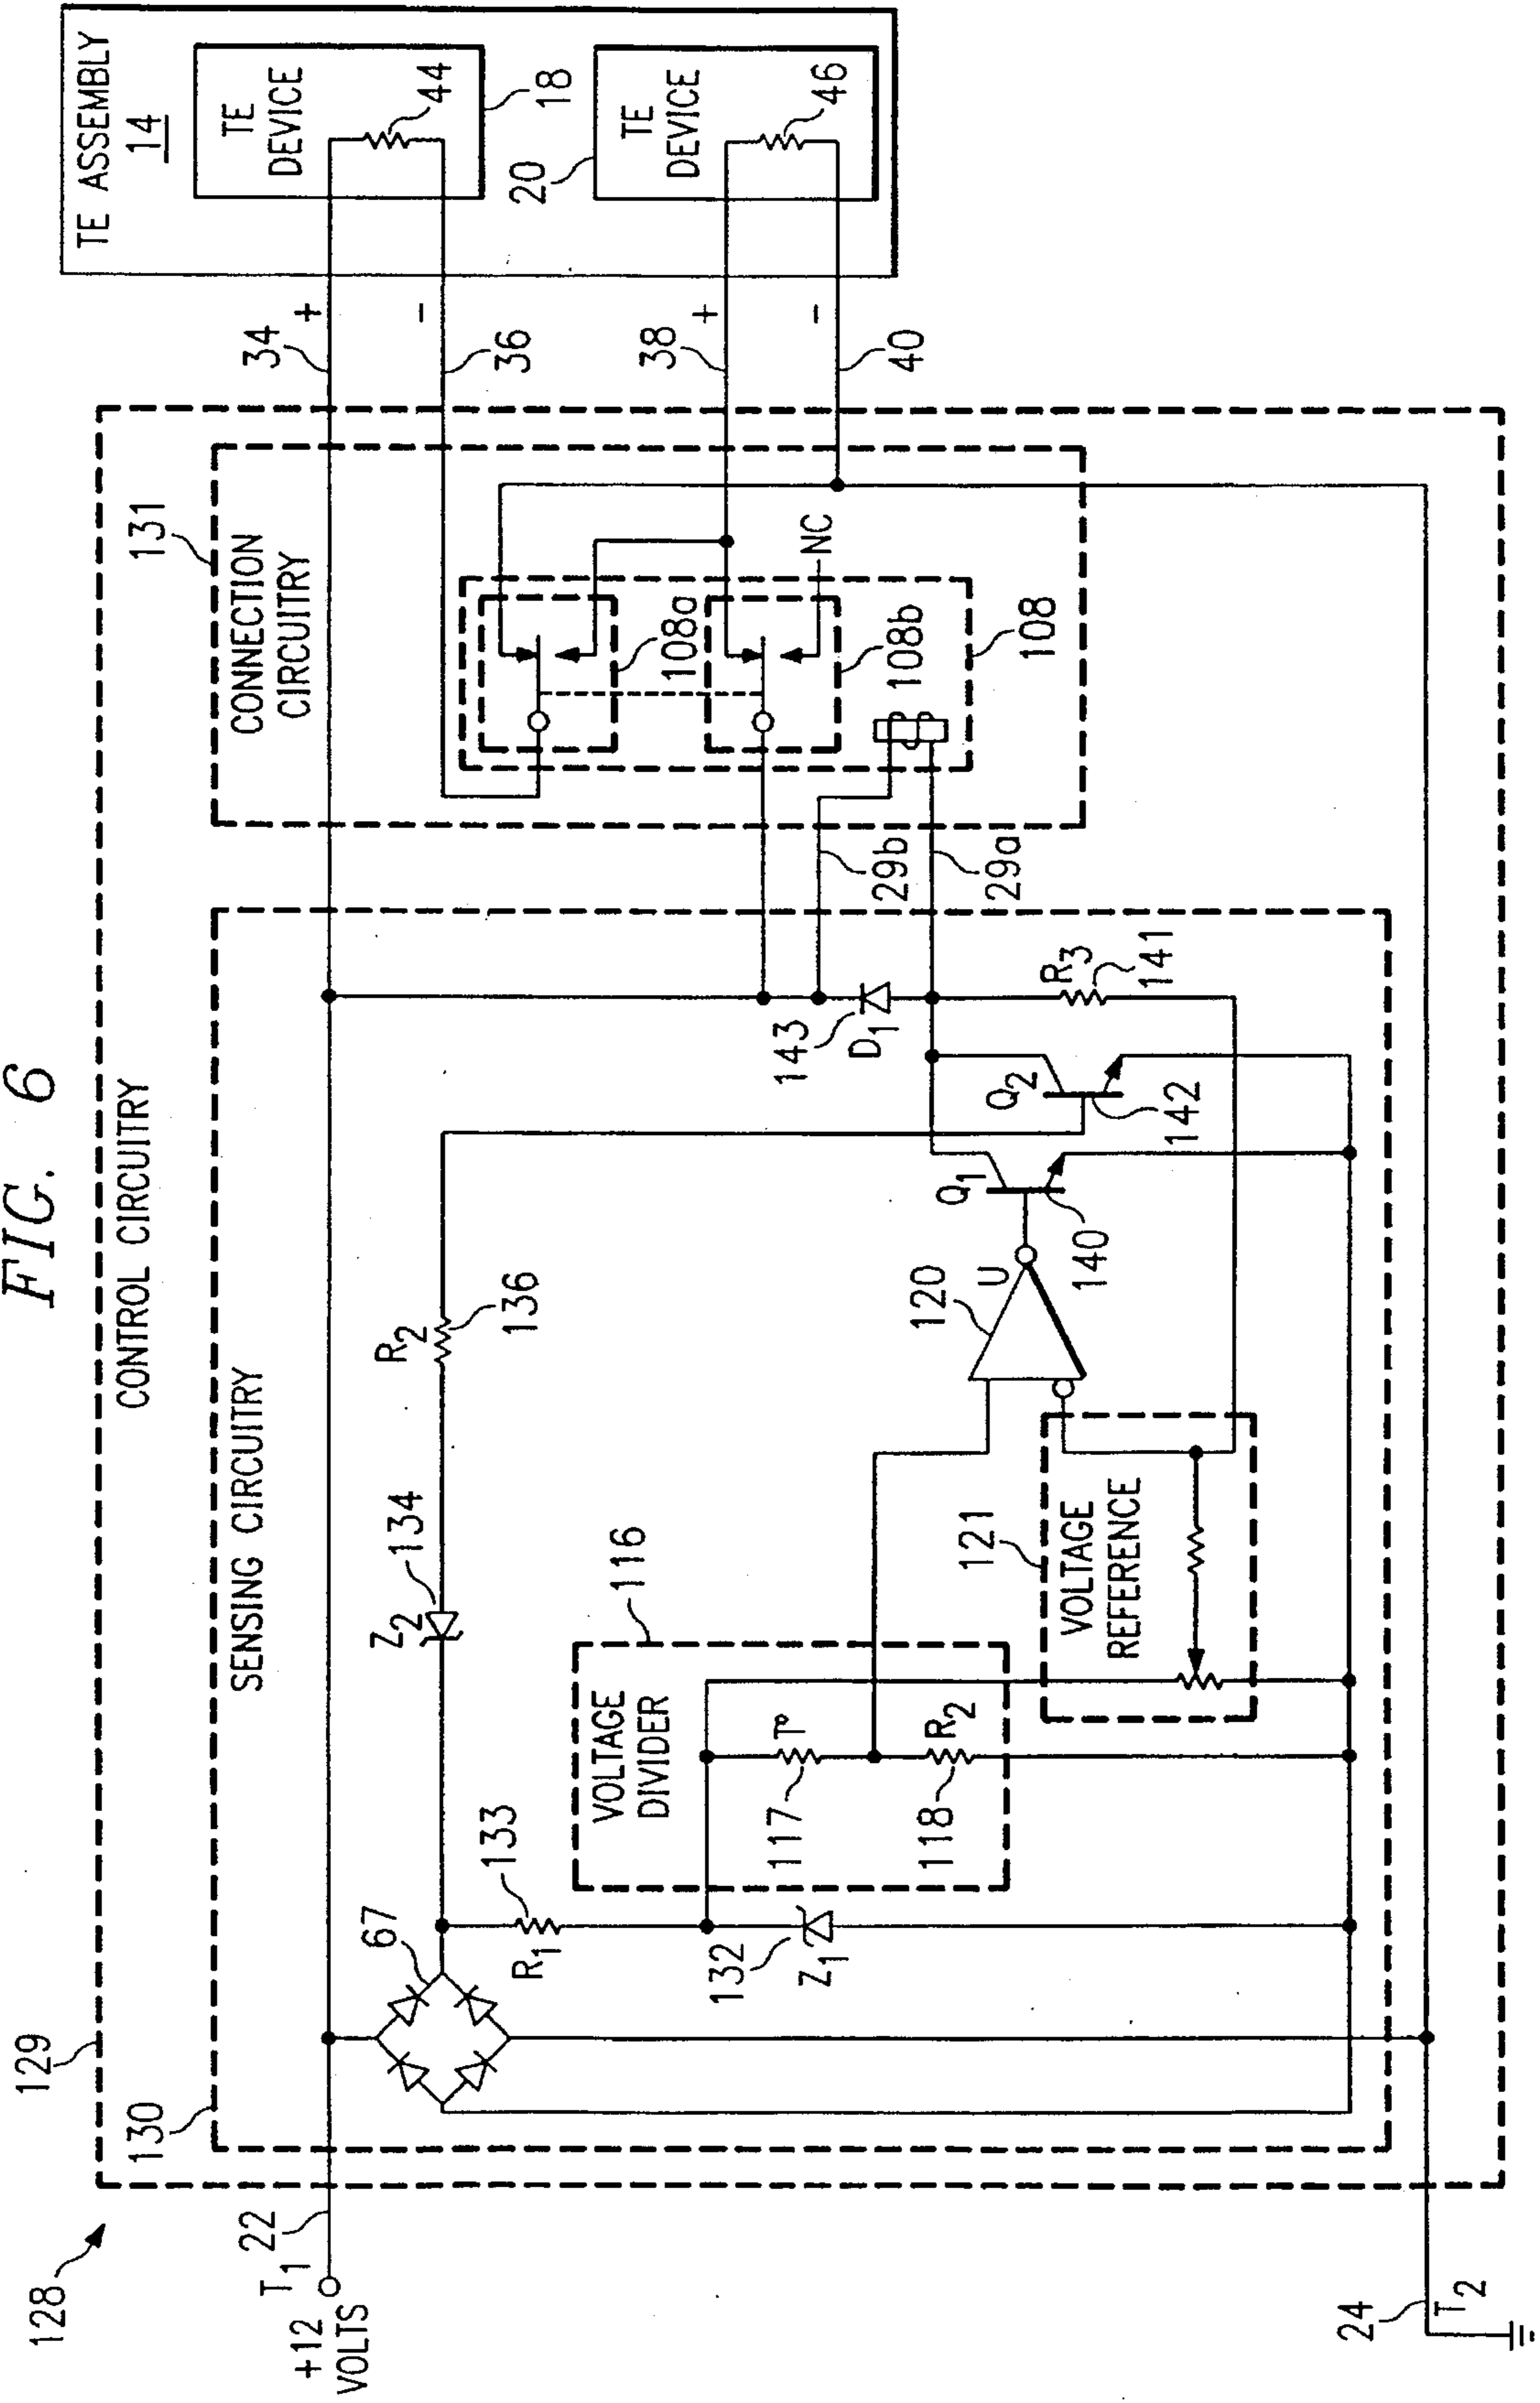 FIG. 6
128
129
CONTROL CIRCUITRY
130
SENSING CIRCUITRY
131
CONNECTION
CIRCUITRY
TE ASSEMBLY
14
TE
DEVICE
44
18
TE
DEVICE
46
20
34
+
36
-
38
+
40
-
+12
VOLTS
T1
22
67
R1
133
Z2
134
R2
136
VOLTAGE
DIVIDER
116
117
T°
118
R2
132
Z1
VOLTAGE
REFERENCE
121
120
U
Q1
140
Q2
142
143
D1
R3
141
29b
29a
108a
108b
108
NC
24
T2